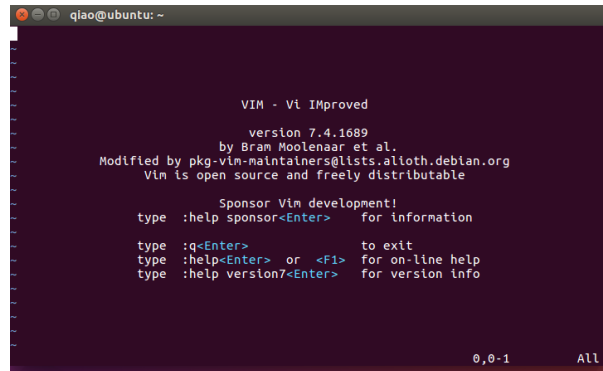 qiao@ubuntu: ~
~
~
~
~
~ VIM - Vi IMproved
~
~ version 7.4.1689
~ by Bram Moolenaar et al.
~ Modified by pkg-vim-maintainers@lists.alioth.debian.org
~ Vim is open source and freely distributable
~
~ Sponsor Vim development!
~ type :help sponsor<Enter> for information
~
~ type :q<Enter> to exit
~ type :help<Enter> or <F1> for on-line help
~ type :help version7<Enter> for version info
~
~
~
~
~
0,0-1 All